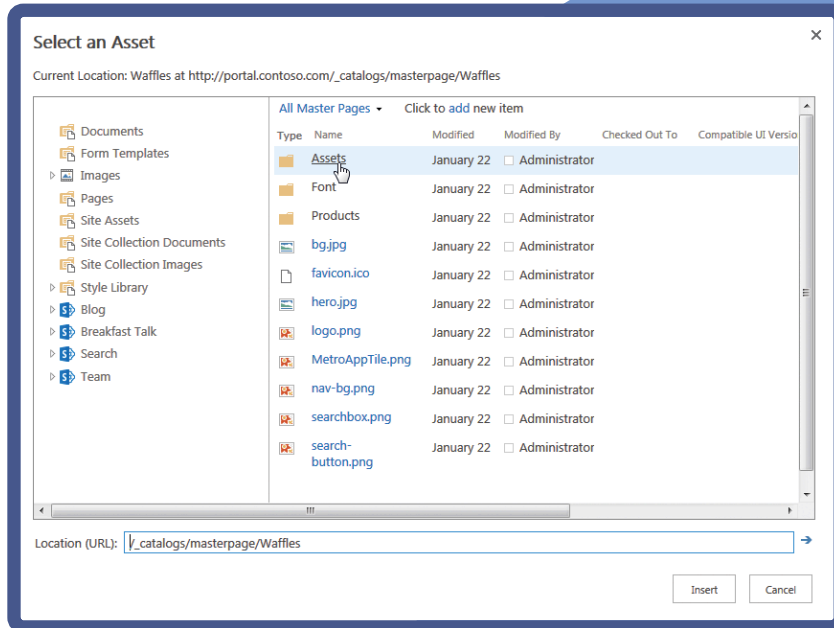 Select an Asset
Current Location: Waffles at http://portal.contoso.com/_catalogs/masterpage/Waffles
Documents
Form Templates
Images
Pages
Site Assets
Site Collection Documents
Site Collection Images
Style Library
Blog
Breakfast Talk
Search
Team
All Master Pages Click to add new item
Type Name Modified Modified By Checked Out To Compatible UI Versio
Assets January 22 Administrator
Font January 22 Administrator
Products January 22 Administrator
bg.jpg January 22 Administrator
favicon.ico January 22 Administrator
hero.jpg January 22 Administrator
logo.png January 22 Administrator
MetroAppTile.png January 22 Administrator
nav-bg.png January 22 Administrator
searchbox.png January 22 Administrator
search- January 22 Administrator
button.png
Location (URL): /_catalogs/masterpage/Waffles
Insert Cancel